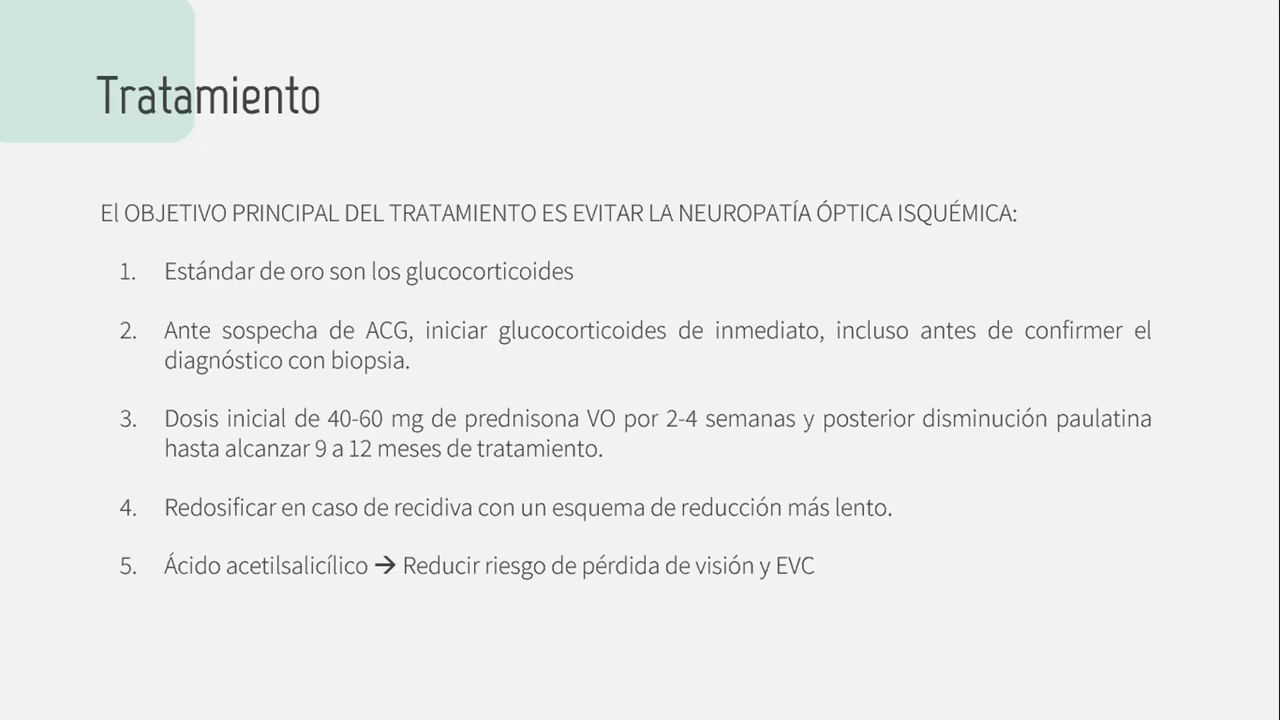 Tratamiento
El OBJETIVO PRINCIPAL DEL TRATAMIENTO ES EVITAR LA NEUROPATÍA ÓPTICA ISQUÉMICA:
1. Estándar de oro son los glucocorticoides
2. Ante sospecha de ACG, iniciar glucocorticoides de inmediato, incluso antes de confirmer el
diagnóstico con biopsia.
3. Dosis inicial de 40-60 mg de prednisona VO por 2-4 semanas y posterior disminución paulatina
hasta alcanzar 9 a 12 meses de tratamiento.
4. Redosificar en caso de recidiva con un esquema de reducción más lento.
5. Ácido acetilsalicílico → Reducir riesgo de pérdida de visión y EVC